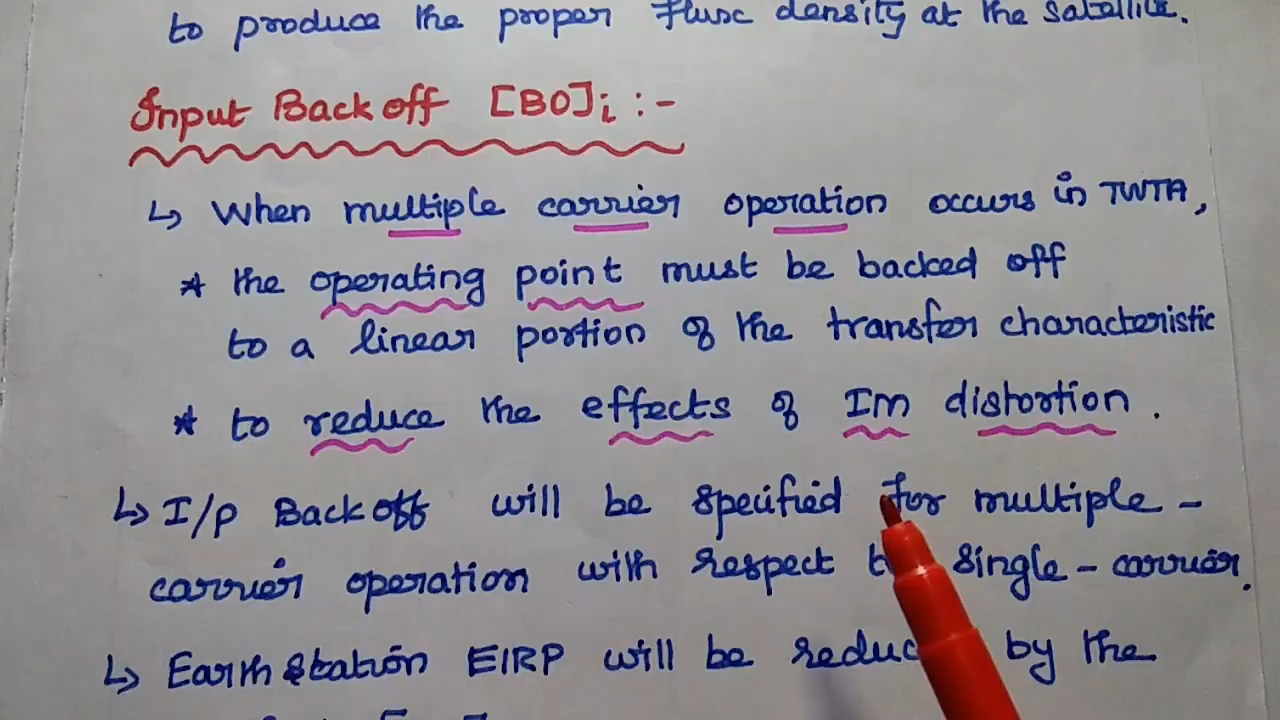 to produce the proper flux density at the satellite.
Input Back off [BO]i :-
↳ When multiple carrier operation occurs in TWTA,
* the operating point must be backed off
to a linear portion of the transfer characteristic
* to reduce the effects of Im distortion.
↳ I/p Back off will be specified for multiple-
carrier operation with respect single-carrier.
↳ Earth Station EIRP will be by the